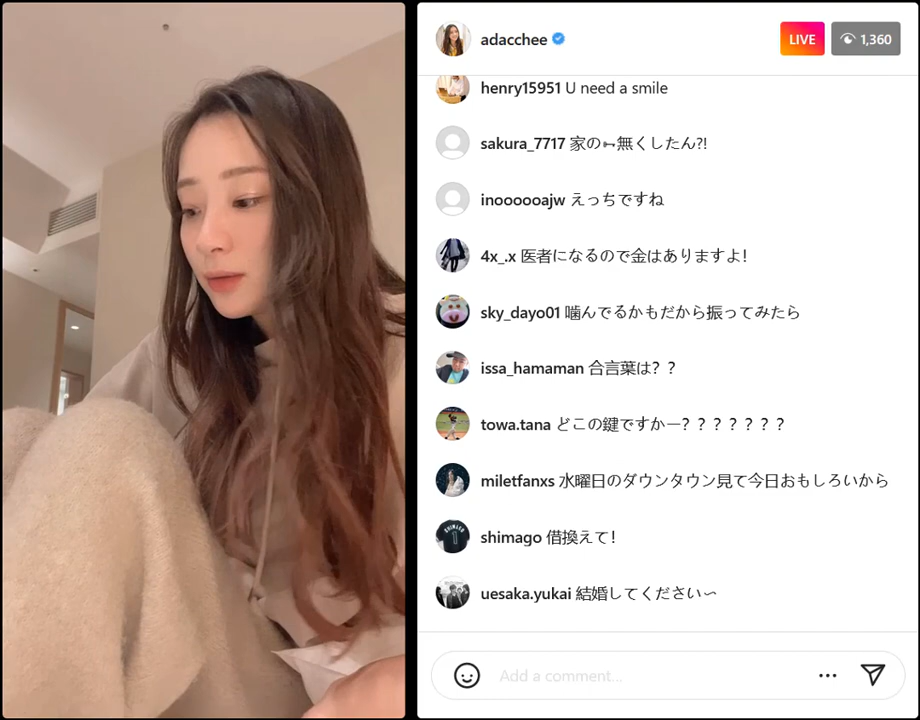 adacchee
LIVE 1,360
henry15951 U need a smile
sakura_7717 家の🗝無くしたん?!
inoooooajw えっちですね
4x_.x 医者になるので金はありますよ!
sky_dayo01 噛んでるかもだから振ってみたら
issa_hamaman 合言葉は？？
towa.tana どこの鍵ですかー？？？？？？？
miletfanxs 水曜日のダウンタウン見て今日おもしろいから
shimago 借換えて!
uesaka.yukai 結婚してください〜
Add a comment...